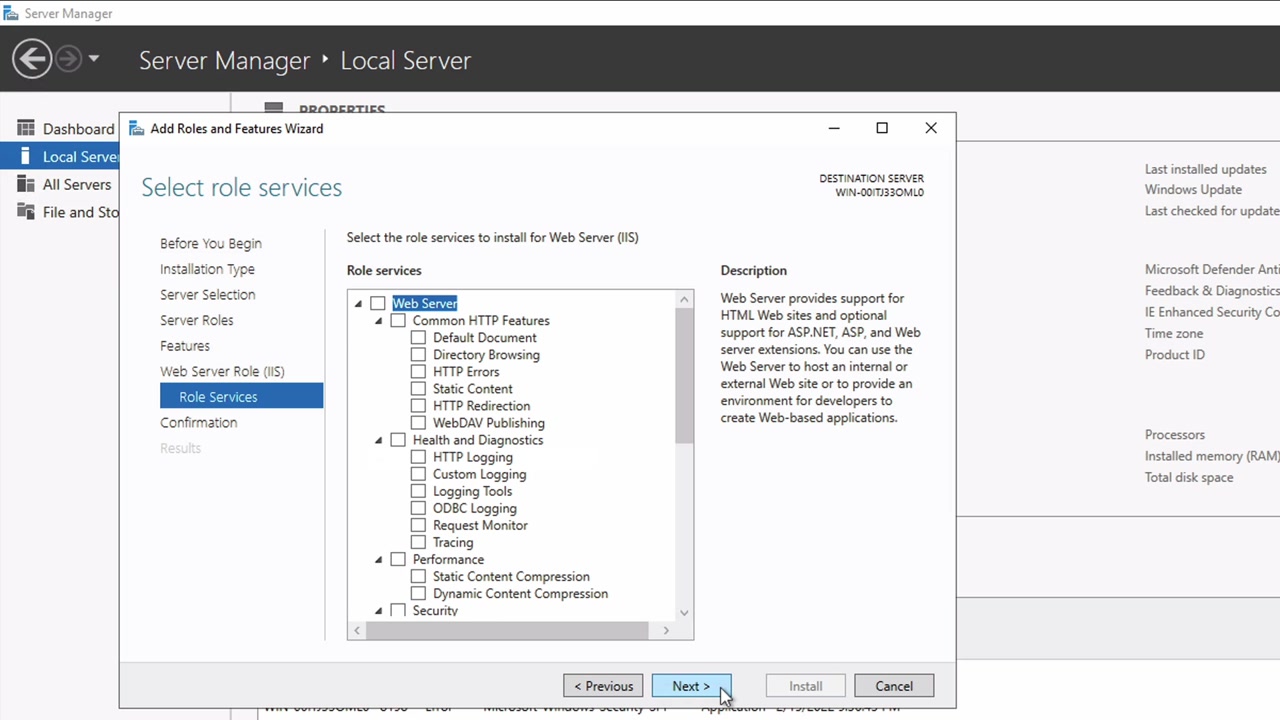 Server Manager
Server Manager ‣ Local Server
PROPERTIES
Dashboard
Local Server
All Servers
File and Sto
Add Roles and Features Wizard
Select role services
DESTINATION SERVER
WIN-00ITJ33OML0
Before You Begin
Installation Type
Server Selection
Server Roles
Features
Web Server Role (IIS)
Role Services
Confirmation
Results
Select the role services to install for Web Server (IIS)
Role services
Web Server
Common HTTP Features
Default Document
Directory Browsing
HTTP Errors
Static Content
HTTP Redirection
WebDAV Publishing
Health and Diagnostics
HTTP Logging
Custom Logging
Logging Tools
ODBC Logging
Request Monitor
Tracing
Performance
Static Content Compression
Dynamic Content Compression
Security
Description
Web Server provides support for
HTML Web sites and optional
support for ASP.NET, ASP, and Web
server extensions. You can use the
Web Server to host an internal or
external Web site or to provide an
environment for developers to
create Web-based applications.
< Previous
Next >
Install
Cancel
Last installed updates
Windows Update
Last checked for update
Microsoft Defender Anti
Feedback & Diagnostics
IE Enhanced Security Co
Time zone
Product ID
Processors
Installed memory (RAM)
Total disk space